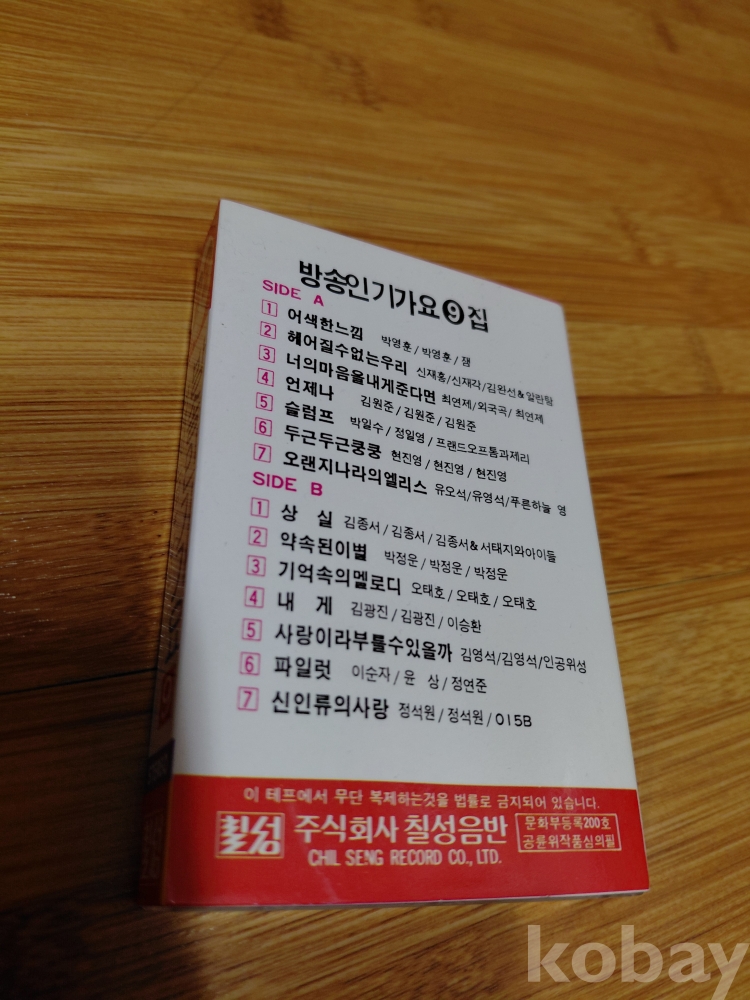 방송인기가요❾집
SIDE A
1 어색한느낌 박영훈/박영훈/잼
2 헤어질수없는우리 신재홍/신재각/김완선&알란탐
3 너의마음을내게준다면 최연제/외국곡/최연제
4 언제나 김원준/김원준/김원준
5 슬럼프 박일수/정일영/프랜드오프톰과제리
6 두근두근쿵쿵 현진영/현진영/현진영
7 오랜지나라의엘리스 유오석/유영석/푸른하늘 영
SIDE B
1 상 실 김종서/김종서/김종서&서태지와아이들
2 약속된이별 박정운/박정운/박정운
3 기억속의멜로디 오태호/오태호/오태호
4 내 게 김광진/김광진/이승환
5 사랑이라부를수있을까 김영석/김영석/인공위성
6 파일럿 이순자/윤 상/정연준
7 신인류의사랑 정석원/정석원/015B
이 테프에서 무단 복제하는것을 법률로 금지되어 있습니다.
칠성 주식회사 칠성음반 문화부등록200호
공륜위작품심의필
CHIL SENG RECORD CO., LTD.
kobay